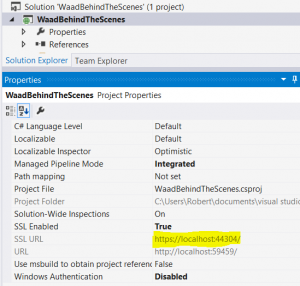 Solution 'WaadBehindTheScenes' (1 project)
WaadBehindTheScenes
Properties
References
Solution Explorer Team Explorer
Properties
WaadBehindTheScenes Project Properties
C# Language Level Default
Localizable Default
Localizable Inspector Optimistic
Managed Pipeline Mode Integrated
Path mapping Not set
Project File WaadBehindTheScenes.csproj
Project Folder C:\Users\Robert\documents\visual studio
Solution-Wide Inspections On
SSL Enabled True
SSL URL https://localhost:44304/
URL http://localhost:59459/
Use msbuild to obtain project referenc False
Windows Authentication Disabled